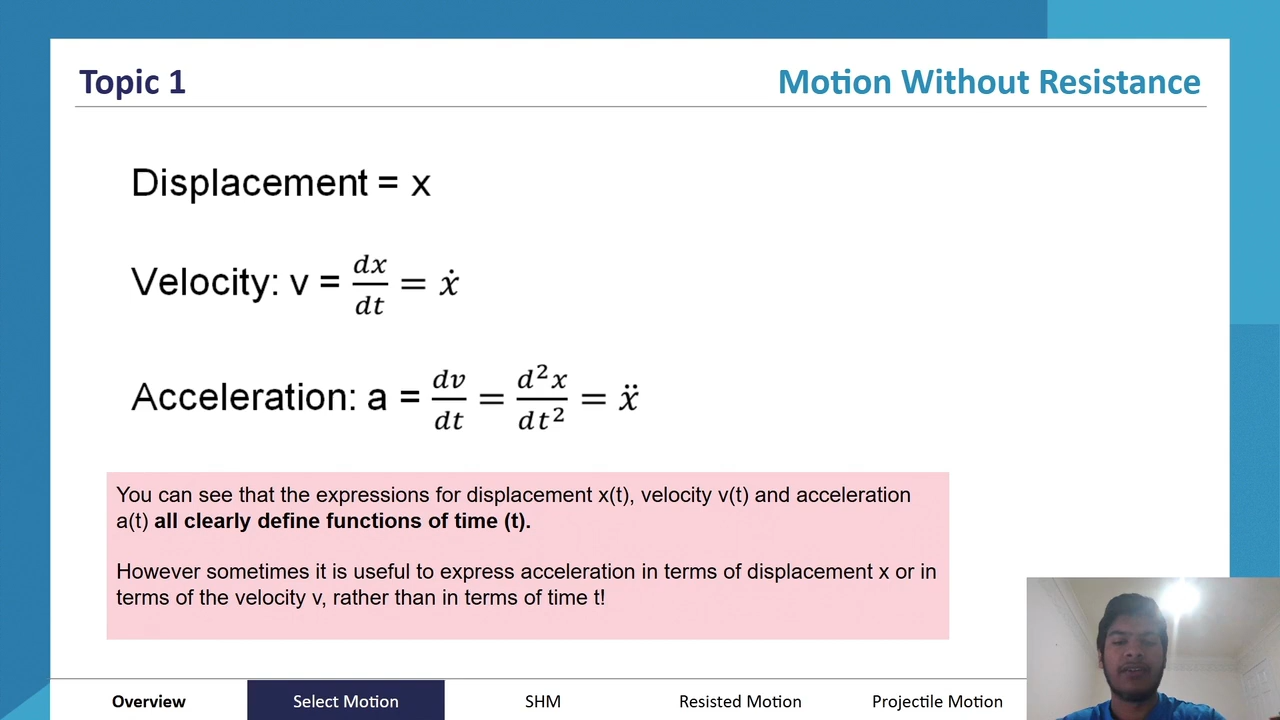 Topic 1
Motion Without Resistance
Displacement = x
Velocity: v = dx/dt = ẋ
Acceleration: a = dv/dt = d²x/dt² = ẍ
You can see that the expressions for displacement x(t), velocity v(t) and acceleration
a(t) all clearly define functions of time (t).
However sometimes it is useful to express acceleration in terms of displacement x or in
terms of the velocity v, rather than in terms of time t!
Overview
Select Motion
SHM
Resisted Motion
Projectile Motion